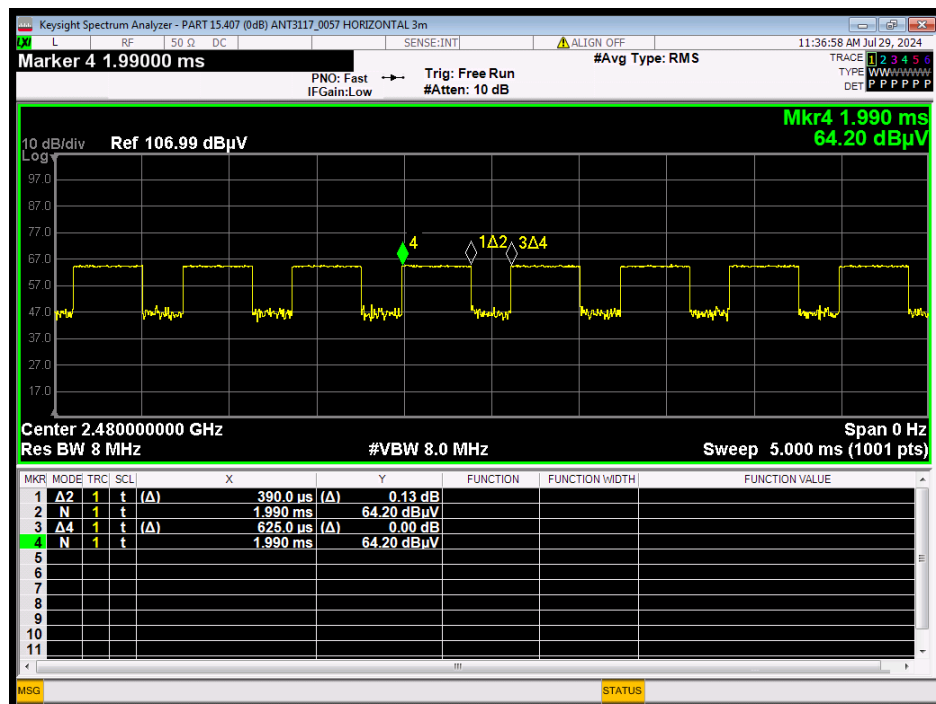 Keysight Spectrum Analyzer - PART 15.407 (0dB) ANT3117_0057 HORIZONTAL 3m
LXI L RF 50 Ω DC SENSE:INT ALIGN OFF 11:36:58 AM Jul 29, 2024
Marker 4 1.99000 ms #Avg Type: RMS TRACE 1 2 3 4 5 6
PNO: Fast Trig: Free Run TYPE WWWWWW
IFGain:Low #Atten: 10 dB DET P P P P P P
Mkr4 1.990 ms
10 dB/div Ref 106.99 dBµV 64.20 dBµV
Log
97.0
87.0
77.0
4 1Δ2 3Δ4
67.0
57.0
47.0
37.0
27.0
17.0
Center 2.480000000 GHz Span 0 Hz
Res BW 8 MHz #VBW 8.0 MHz Sweep 5.000 ms (1001 pts)
MKR MODE TRC SCL X Y FUNCTION FUNCTION WIDTH FUNCTION VALUE
1 Δ2 1 t (Δ) 390.0 µs (Δ) 0.13 dB
2 N 1 t 1.990 ms 64.20 dBµV
3 Δ4 1 t (Δ) 625.0 µs (Δ) 0.00 dB
4 N 1 t 1.990 ms 64.20 dBµV
5
6
7
8
9
10
11
MSG STATUS